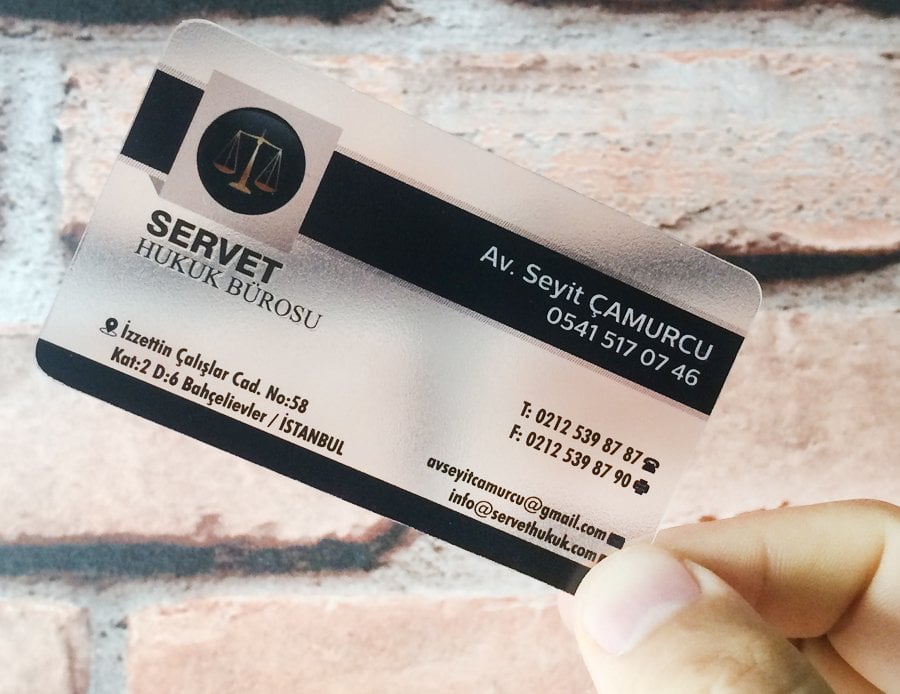 SERVET
HUKUK BÜROSU
Av. Seyit ÇAMURCU
0541 517 07 46
İzzettin Çalışlar Cad. No:58
Kat:2 D:6 Bahçelievler / İSTANBUL
T: 0212 539 87 87
F: 0212 539 87 90
avseyitcamurcu@gmail.com
info@servethukuk.com